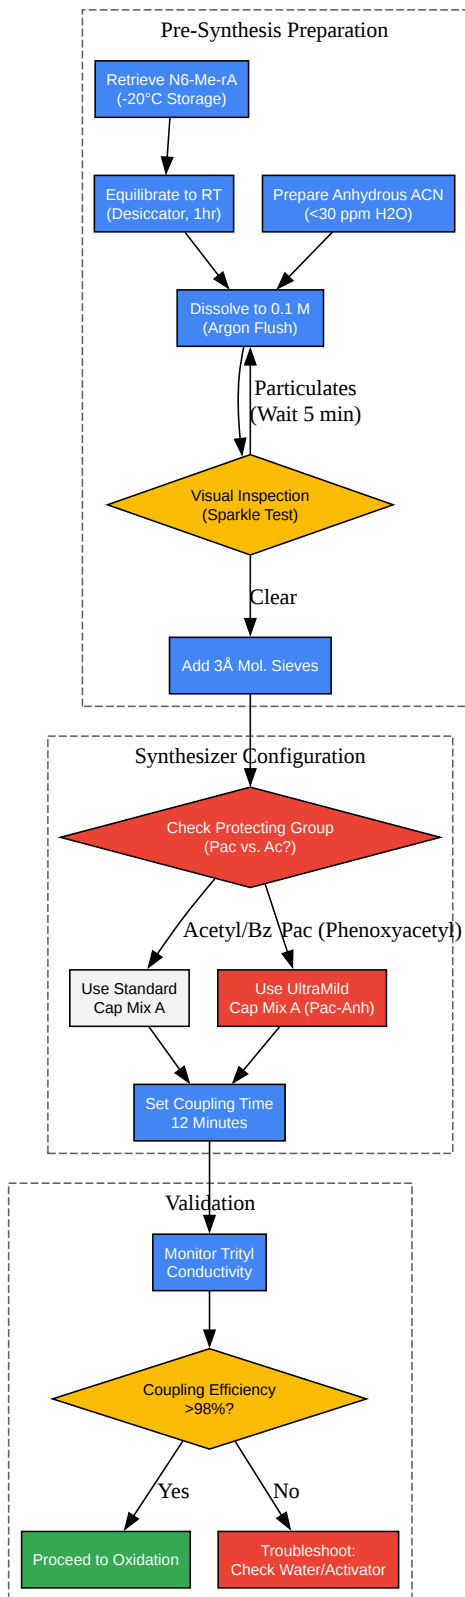 Pre-Synthesis Preparation
Retrieve N6-Me-rA
(-20°C Storage)
Equilibrate to RT
(Desiccator, 1hr)
Prepare Anhydrous ACN
(<30 ppm H2O)
Dissolve to 0.1 M
(Argon Flush)
Particulates
(Wait 5 min)
Visual Inspection
(Sparkle Test)
Clear
Add 3Å Mol. Sieves
Synthesizer Configuration
Check Protecting Group
(Pac vs. Ac?)
Acetyl/Bz
Pac (Phenoxyacetyl)
Use Standard
Cap Mix A
Use UltraMild
Cap Mix A (Pac-Anh)
Set Coupling Time
12 Minutes
Validation
Monitor Trityl
Conductivity
Coupling Efficiency
>98%?
Yes
No
Proceed to Oxidation
Troubleshoot:
Check Water/Activator